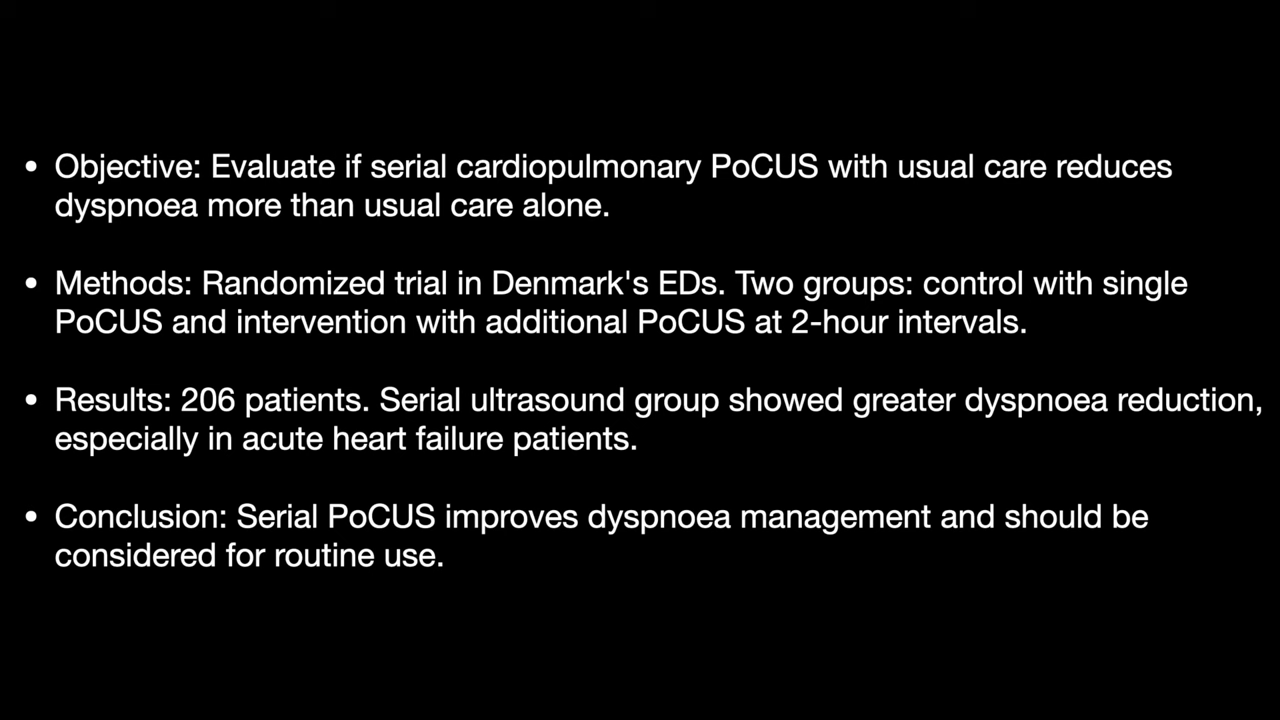 • Objective: Evaluate if serial cardiopulmonary PoCUS with usual care reduces
dyspnoea more than usual care alone.
• Methods: Randomized trial in Denmark's EDs. Two groups: control with single
PoCUS and intervention with additional PoCUS at 2-hour intervals.
• Results: 206 patients. Serial ultrasound group showed greater dyspnoea reduction,
especially in acute heart failure patients.
• Conclusion: Serial PoCUS improves dyspnoea management and should be
considered for routine use.